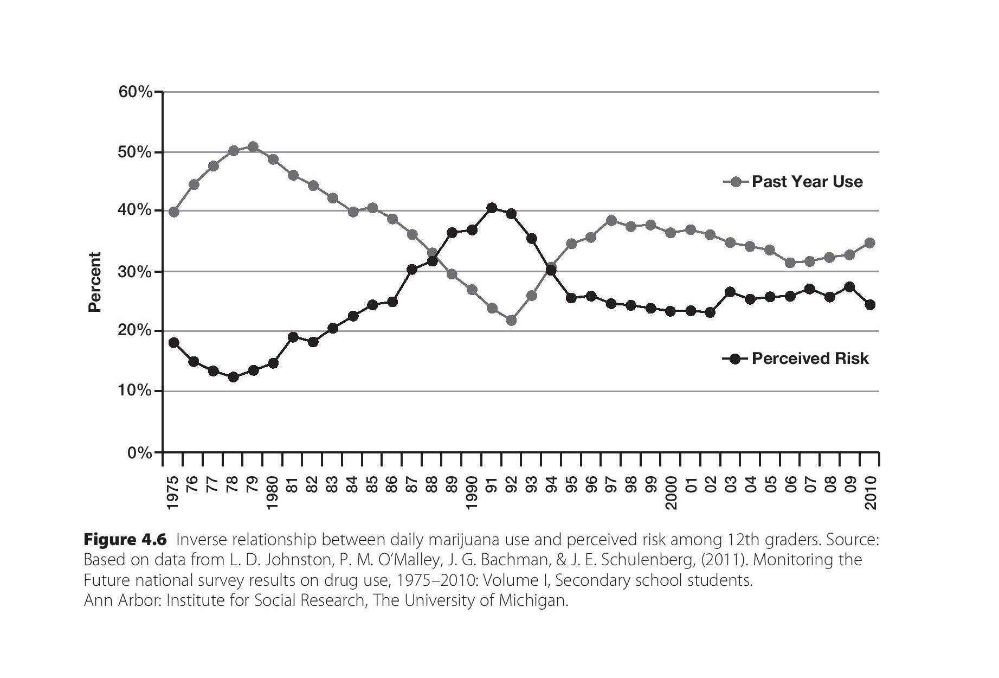 60%
50%
Past Year Use
40%
Percent
30%
20%
Perceived Risk
10%
0%
1975 76 77 78 79 1980 81 82 83 84 85 86 87 88 89 1990 91 92 93 94 95 96 97 98 99 2000 01 02 03 04 05 06 07 08 09 2010
Figure 4.6 Inverse relationship between daily marijuana use and perceived risk among 12th graders. Source:
Based on data from L. D. Johnston, P. M. O’Malley, J. G. Bachman, & J. E. Schulenberg, (2011). Monitoring the
Future national survey results on drug use, 1975–2010: Volume I, Secondary school students.
Ann Arbor: Institute for Social Research, The University of Michigan.